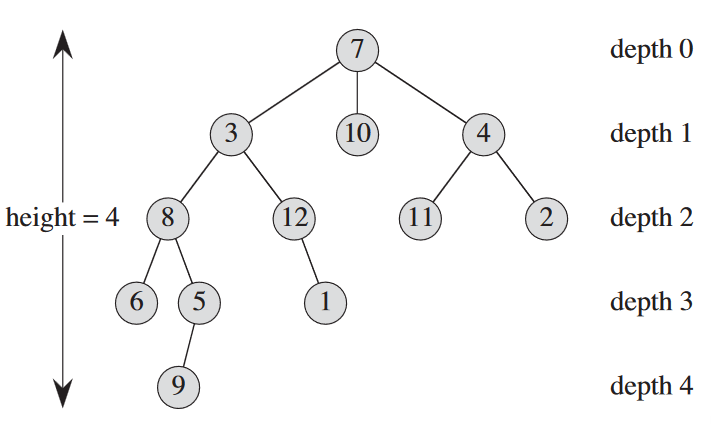 7 depth 0
3 10 4 depth 1
height = 4 8 12 11 2 depth 2
6 5 1 depth 3
9 depth 4